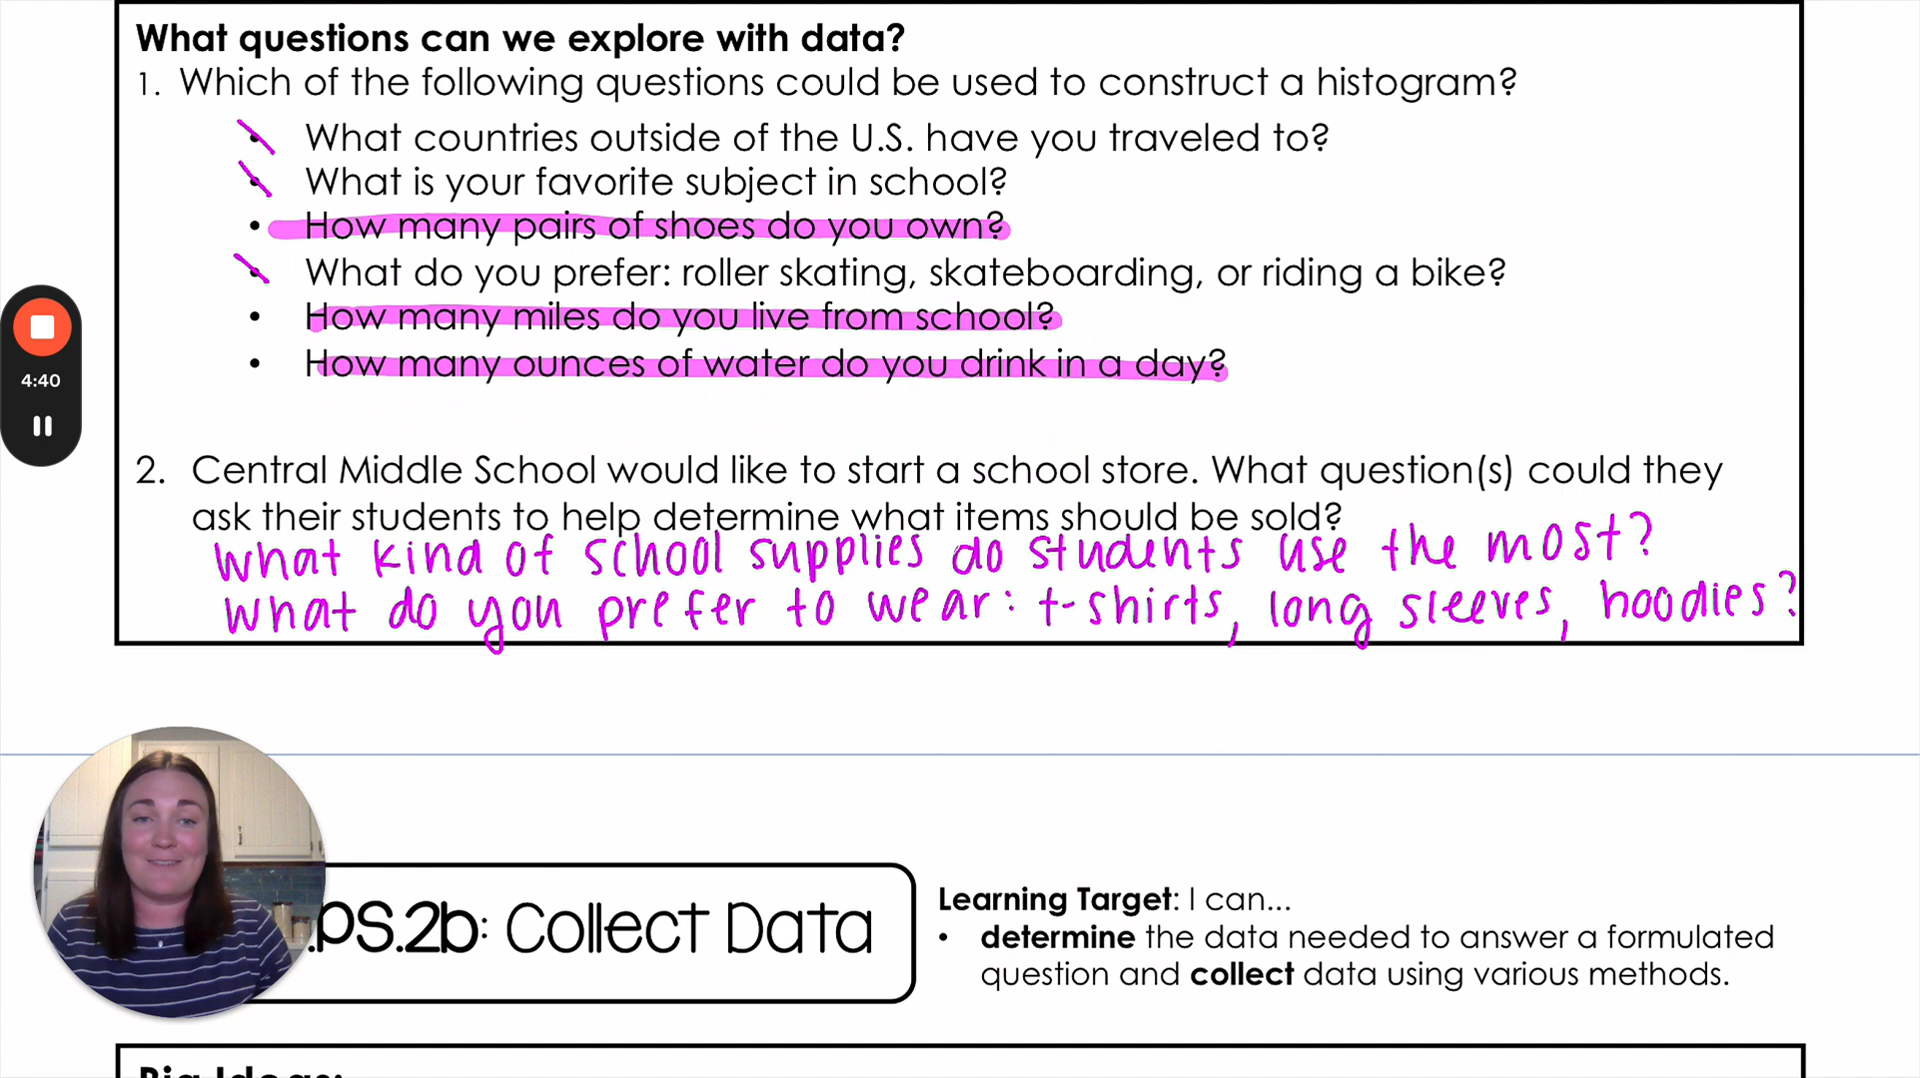 What questions can we explore with data?
1. Which of the following questions could be used to construct a histogram?
• What countries outside of the U.S. have you traveled to?
• What is your favorite subject in school?
• How many pairs of shoes do you own?
• What do you prefer: roller skating, skateboarding, or riding a bike?
• How many miles do you live from school?
• How many ounces of water do you drink in a day?
4:40
2. Central Middle School would like to start a school store. What question(s) could they
ask their students to help determine what items should be sold?
What kind of school supplies do students use the most?
What do you prefer to wear: t-shirts, long sleeves, hoodies?
.PS.2b: Collect Data
Learning Target: I can...
• determine the data needed to answer a formulated
question and collect data using various methods.
Big Ideas: